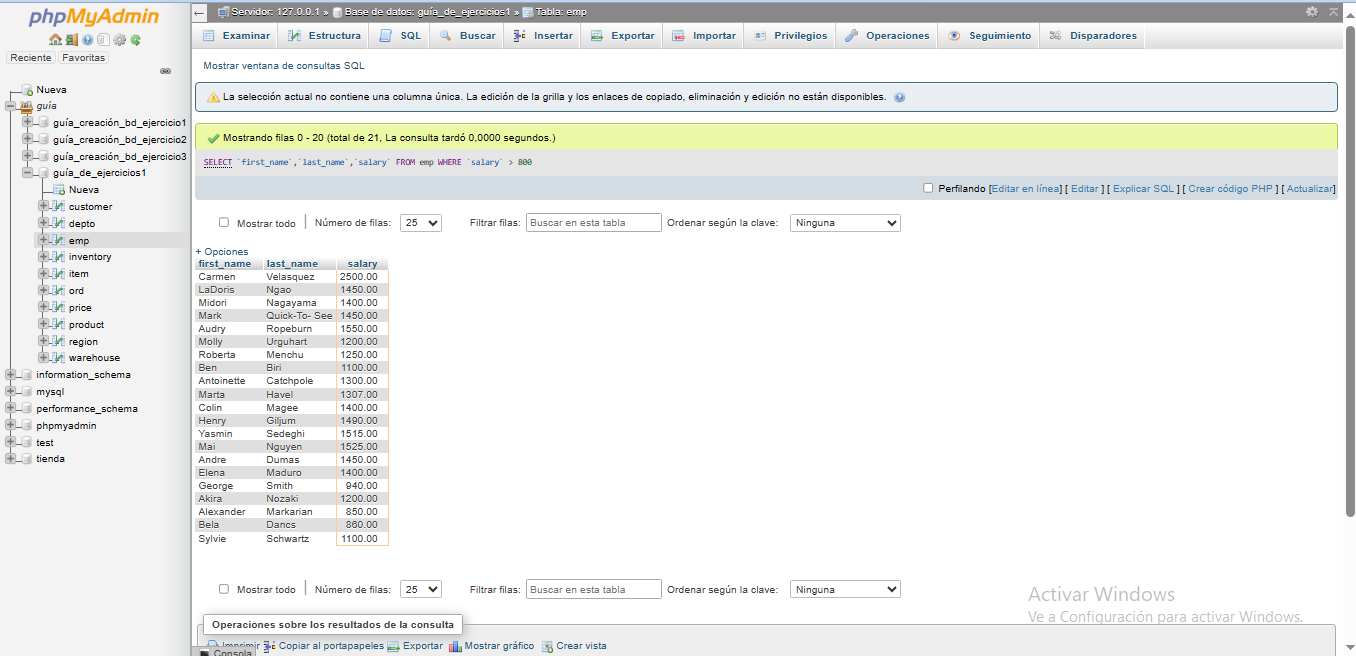 phpMyAdmin
Reciente Favoritas
Nueva
guía
guía_creación_bd_ejercicio1
guía_creación_bd_ejercicio2
guía_creación_bd_ejercicio3
guía_de_ejercicios1
Nueva
customer
depto
emp
inventory
item
ord
price
product
region
warehouse
information_schema
mysql
performance_schema
phpmyadmin
test
tienda
Servidor: 127.0.0.1 » Base de datos: guía_de_ejercicios1 » Tabla: emp
Examinar Estructura SQL Buscar Insertar Exportar Importar Privilegios Operaciones Seguimiento Disparadores
Mostrar ventana de consultas SQL
La selección actual no contiene una columna única. La edición de la grilla y los enlaces de copiado, eliminación y edición no están disponibles.
Mostrando filas 0 - 20 (total de 21, La consulta tardó 0,0000 segundos.)
SELECT `first_name`,`last_name`,`salary` FROM emp WHERE `salary` > 800
Perfilando [Editar en línea] [ Editar ] [ Explicar SQL ] [ Crear código PHP ] [ Actualizar]
Mostrar todo Número de filas: 25 Filtrar filas: Buscar en esta tabla Ordenar según la clave: Ninguna
+ Opciones
first_name last_name salary
Carmen Velasquez 2500.00
LaDoris Ngao 1450.00
Midori Nagayama 1400.00
Mark Quick-To- See 1450.00
Audry Ropeburn 1550.00
Molly Urguhart 1200.00
Roberta Menchu 1250.00
Ben Biri 1100.00
Antoinette Catchpole 1300.00
Marta Havel 1307.00
Colin Magee 1400.00
Henry Giljum 1490.00
Yasmin Sedeghi 1515.00
Mai Nguyen 1525.00
Andre Dumas 1450.00
Elena Maduro 1400.00
George Smith 940.00
Akira Nozaki 1200.00
Alexander Markarian 850.00
Bela Dancs 860.00
Sylvie Schwartz 1100.00
Mostrar todo Número de filas: 25 Filtrar filas: Buscar en esta tabla Ordenar según la clave: Ninguna
Activar Windows
Ve a Configuración para activar Windows.
Operaciones sobre los resultados de la consulta
Imprimir Copiar al portapapeles Exportar Mostrar gráfico Crear vista
Consola